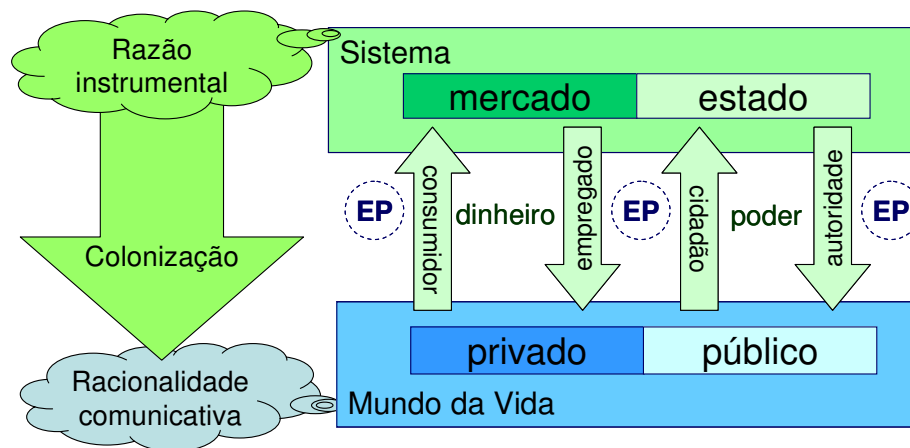 Razão
instrumental
Sistema
mercado
estado
EP
consumidor
dinheiro
empregado
EP
cidadão
poder
autoridade
EP
Colonização
privado
público
Racionalidade
comunicativa
Mundo da Vida